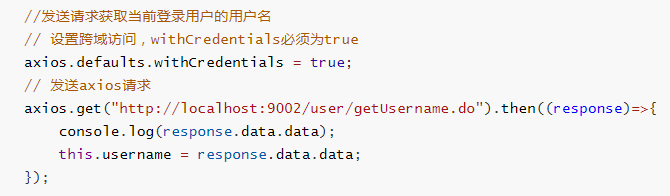 //发送请求获取当前登录用户的用户名
// 设置跨域访问，withCredentials必须为true
axios.defaults.withCredentials = true;
// 发送axios请求
axios.get("http://localhost:9002/user/getUsername.do").then((response)=>{
    console.log(response.data.data);
    this.username = response.data.data;
});